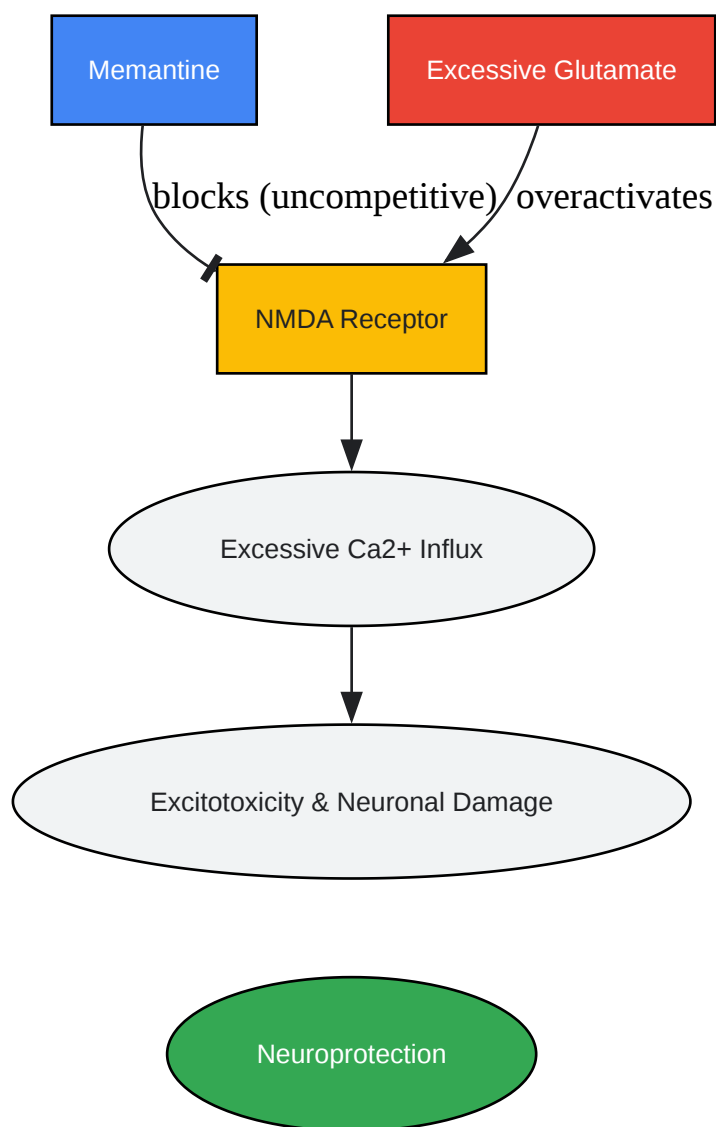 Memantine
Excessive Glutamate
blocks (uncompetitive)
overactivates
NMDA Receptor
Excessive Ca2+ Influx
Excitotoxicity & Neuronal Damage
Neuroprotection